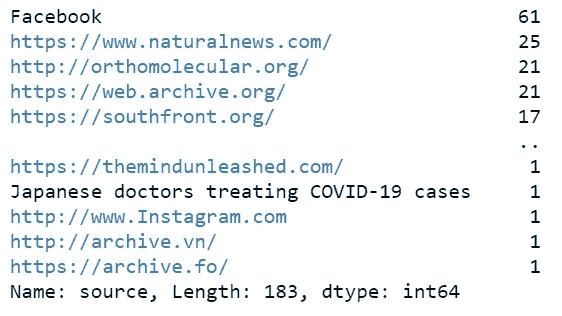 Facebook 61
https://www.naturalnews.com/ 25
http://orthomolecular.org/ 21
https://web.archive.org/ 21
https://southfront.org/ 17
..
https://themindunleashed.com/ 1
Japanese doctors treating COVID-19 cases 1
http://www.Instagram.com 1
http://archive.vn/ 1
https://archive.fo/ 1
Name: source, Length: 183, dtype: int64